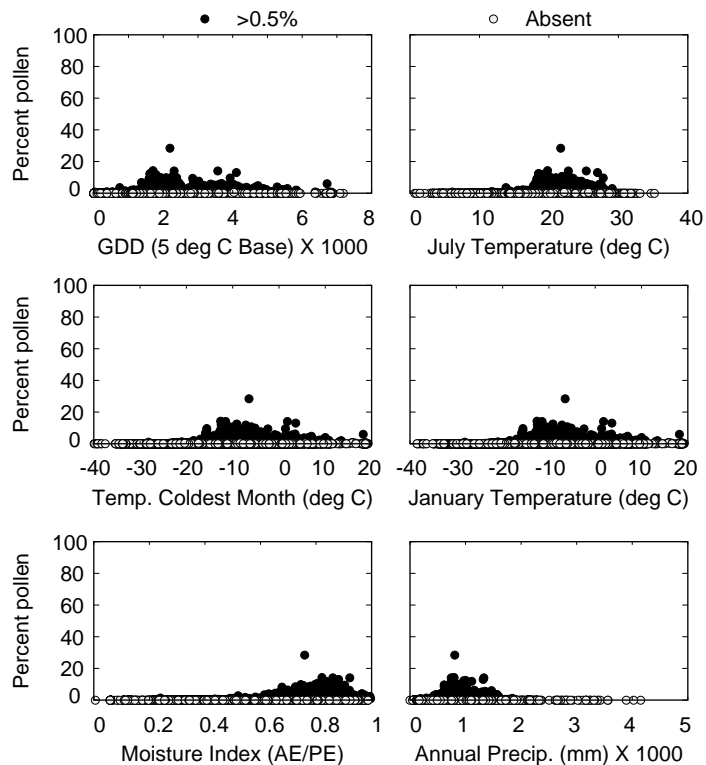 >0.5% Absent
100 100
80
60
Percent pollen
40
20
0
0 2 4 6 8 0 10 20 30 40
GDD (5 deg C Base) X 1000 July Temperature (deg C)
100
80
60
Percent pollen
40
20
0
-40 -30 -20 -10 0 10 20 -40 -30 -20 -10 0 10 20
Temp. Coldest Month (deg C) January Temperature (deg C)
100
80
60
Percent pollen
40
20
0
0 0.2 0.4 0.6 0.8 1 0 1 2 3 4 5
Moisture Index (AE/PE) Annual Precip. (mm) X 1000